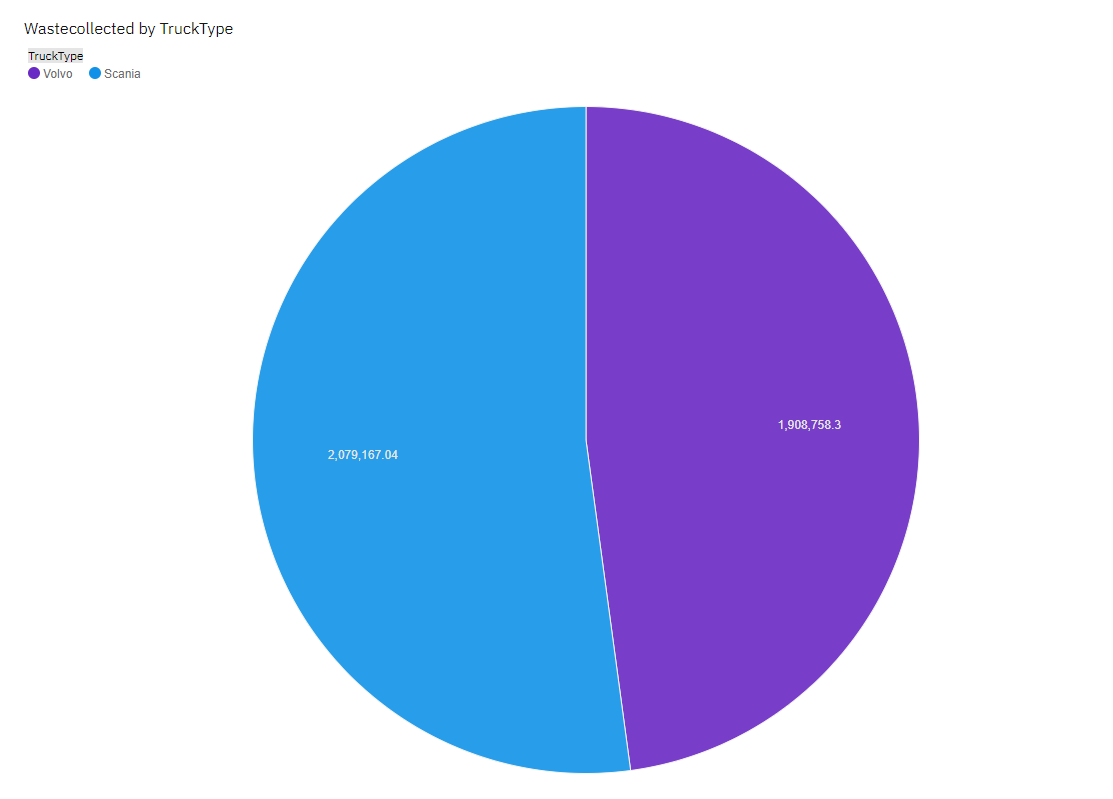 Wastecollected by TruckType
TruckType
Volvo Scania
1,908,758.3
2,079,167.04